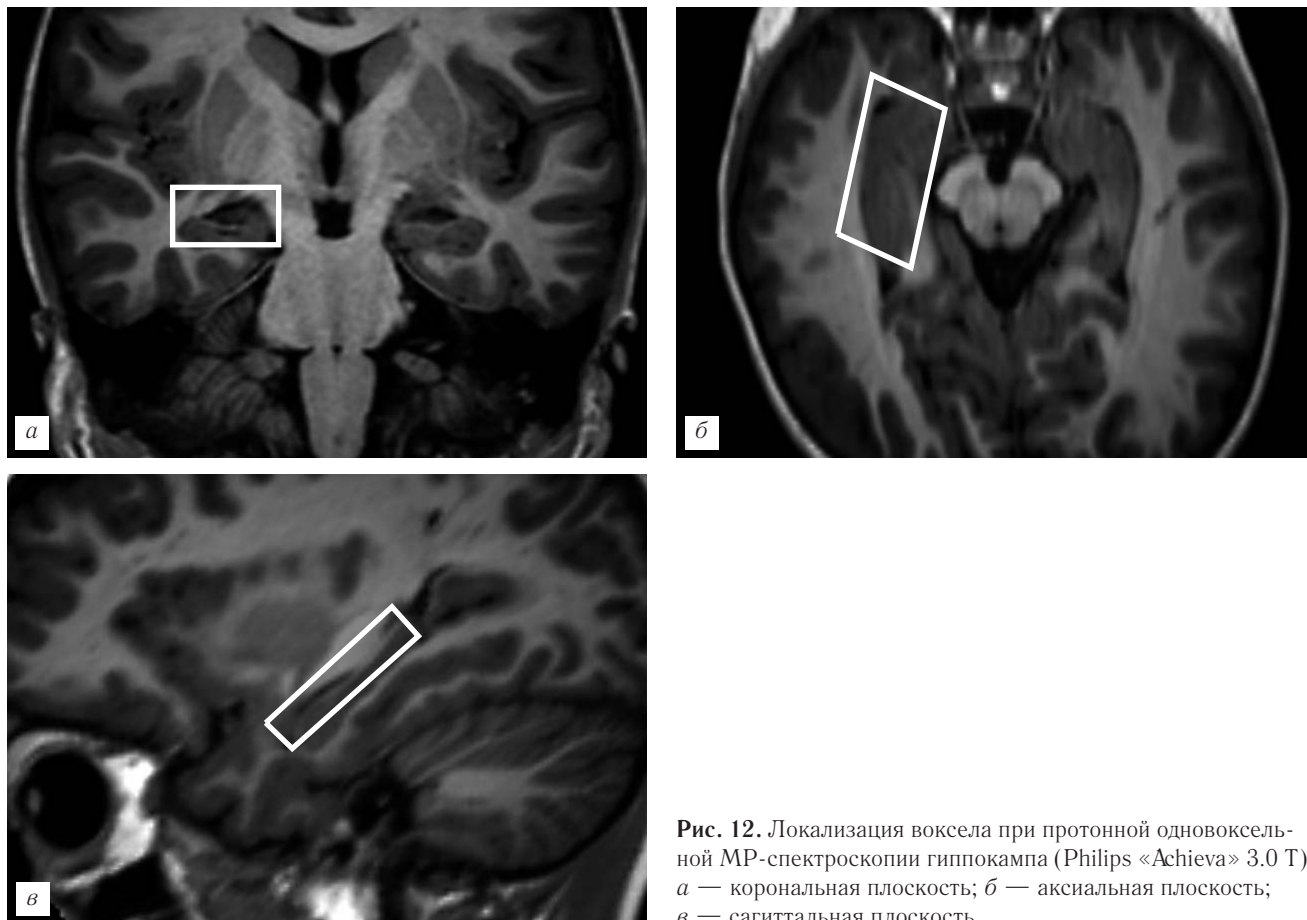 а
б
в
Рис. 12. Локализация воксела при протонной одновоксель-
ной МР-спектроскопии гиппокампа (Philips «Achieva» 3.0 T)
а — корональная плоскость; б — аксиальная плоскость;
в — сагиттальная плоскость